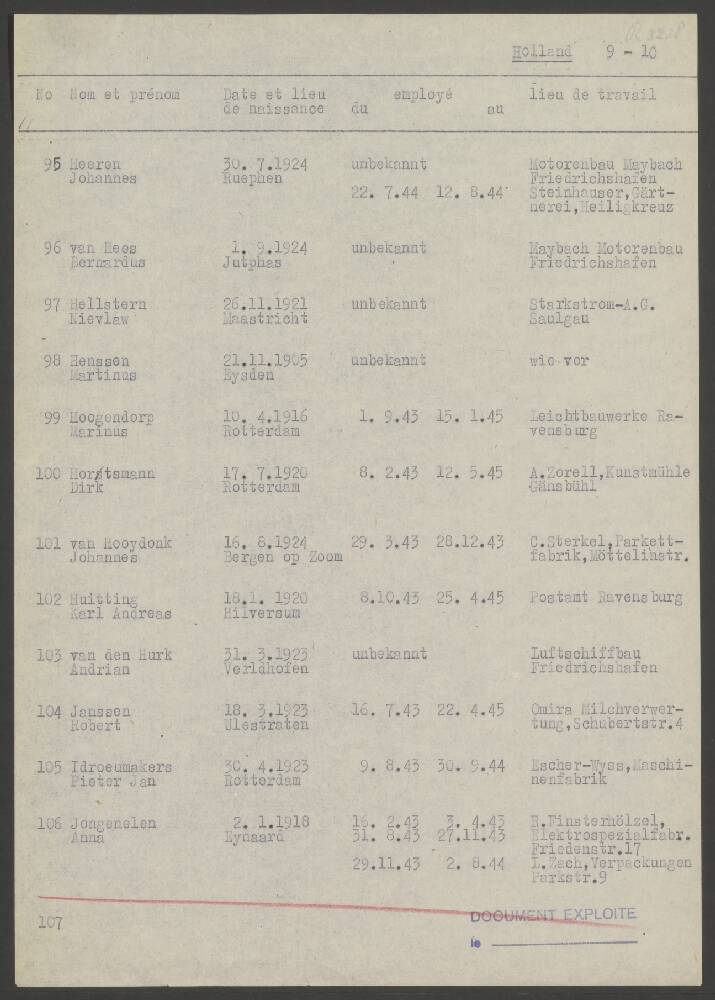 Holland 9 - 10
No Nom et prénom Date et lieu de naissance employé du au lieu de travail
95 Heeren 30. 7.1924 unbekannt Motorenbau Maybach
Johannes Ruephen Friedrichshafen
22. 7.44 12. 8.44 Steinhauser,Gärt-
nerei,Heiligkreuz
96 van Hees 1. 9.1924 unbekannt Maybach Motorenbau
Bernardus Jutphas Friedrichshafen
97 Hellstern 26.11.1921 unbekannt Starkstrom-A.G.
Nievlaw Maastricht Saulgau
98 Henssen 21.11.1905 unbekannt wie vor
Martinus Eysden
99 Hoogendorp 10. 4.1916 1. 9.43 15. 1.45 Leichtbauwerke Ra-
Marinus Rotterdam vensburg
100 Horstsmann 17. 7.1920 8. 2.43 12. 5.45 A.Zorell,Kunstmühle
Dirk Rotterdam Gänsbühl
101 van Hooydonk 16. 8.1924 29. 3.43 28.12.43 C.Sterkel,Parkett-
Johannes Bergen op Zoom fabrik,Möttelinstr.
102 Huitting 18.1. 1920 8.10.43 25. 4.45 Postamt Ravensburg
Karl Andreas Hilversum
103 van den Hurk 31. 3.1923 unbekannt Luftschiffbau
Andrian Verldhofen Friedrichshafen
104 Janssen 18. 3.1923 16. 7.43 22. 4.45 Omira Milchverwer-
Robert Ulestraten tung,Schubertstr.4
105 Idroeumakers 30. 4.1923 9. 8.43 30. 9.44 Escher-Wyss,Maschi-
Pieter Jan Rotterdam nenfabrik
106 Jongenelen 2. 1.1918 16. 2.43 3. 4.43 R.Finsterhölzel,
Anna Eynaard 31. 8.43 27.11.43 Elektrospezialfabr.
Friedenstr.17
29.11.43 2. 8.44 L.Zach,Verpackungen
Parkstr.9
107
DOCUMENT EXPLOITE
le